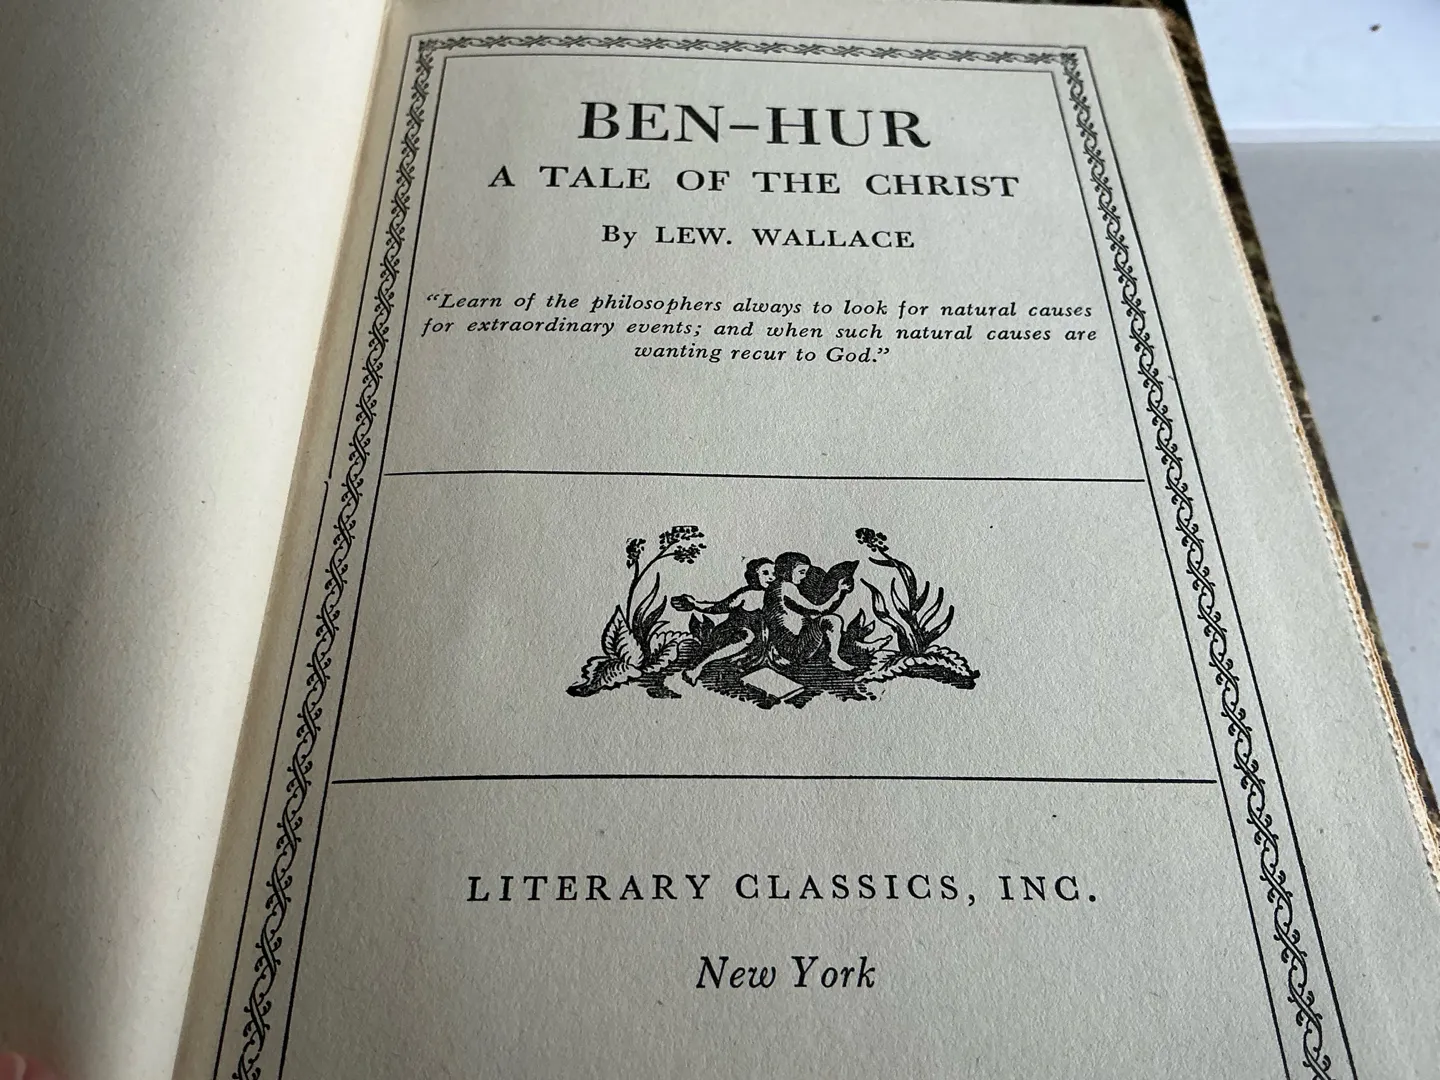 BEN-HUR
A TALE OF THE CHRIST
By LEW. WALLACE
“Learn of the philosophers always to look for natural causes
for extraordinary events; and when such natural causes are
wanting recur to God.”
LITERARY CLASSICS, INC.
New York